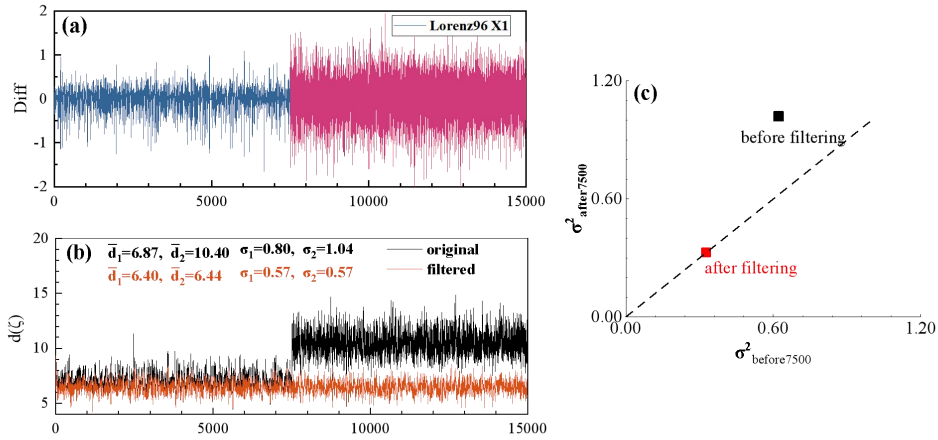 (a)
Lorenz96 X1
Diff
2
1
0
-1
-2
0 5000 10000 15000
(b)
d̅₁=6.87, d̅₂=10.40 σ₁=0.80, σ₂=1.04
d̅₁=6.40, d̅₂=6.44 σ₁=0.57, σ₂=0.57
original
filtered
d(ζ)
20
15
10
5
0 5000 10000 15000
(c)
1.20
0.60
0.00
before filtering
after filtering
σ²after7500
0.00 0.60 1.20
σ²before7500